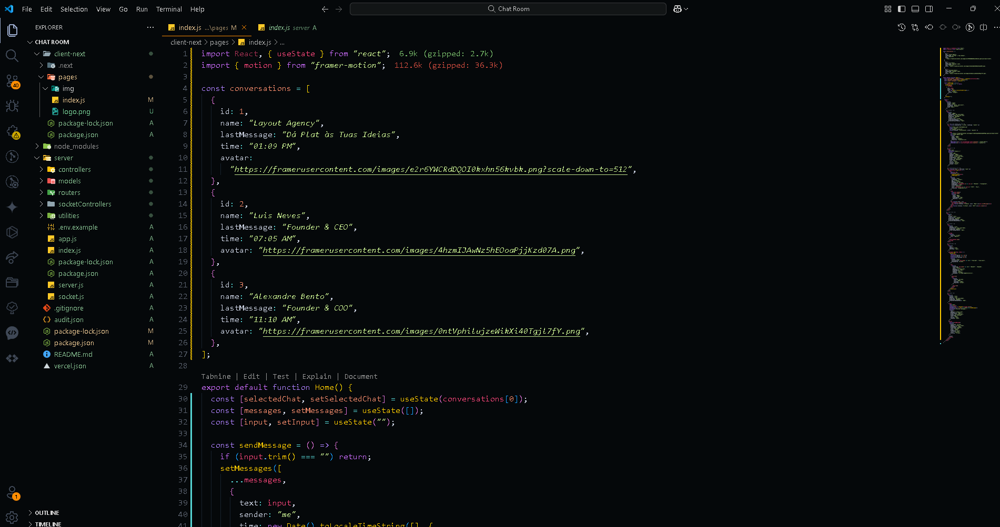 File Edit Selection View Go Run Terminal Help
Chat Room
EXPLORER
CHAT ROOM
client-next
.next
pages
img
index.js M
logo.png U
package-lock.json A
package.json A
node_modules
server
controllers
models
routers
socketControllers
utilities
.env.example A
app.js A
index.js A
package-lock.json A
package.json A
server.js A
socket.js A
.gitignore A
audit.json A
package-lock.json M
package.json M
README.md A
vercel.json A
OUTLINE
TIMELINE
40
1
index.js ...\pages M
index.js server A
client-next > pages > index.js > ...
1 import React, { useState } from "react"; 6.9k (gzipped: 2.7k)
2 import { motion } from "framer-motion"; 112.6k (gzipped: 36.3k)
3
4 const conversations = [
5 {
6 id: 1,
7 name: "Layout Agency",
8 lastMessage: "Dá Plat às Tuas Ideias",
9 time: "01:09 PM",
10 avatar:
11 "https://framerusercontent.com/images/e2r6YWCRdDQOI0kxhn56kvbk.png?scale-down-to=512",
12 },
13 {
14 id: 2,
15 name: "Luis Neves",
16 lastMessage: "Founder & CEO",
17 time: "07:05 AM",
18 avatar: "https://framerusercontent.com/images/4hzmIJAwNz5hEOoaPjjKzd07A.png",
19 },
20 {
21 id: 3,
22 name: "Alexandre Bento",
23 lastMessage: "Founder & COO",
24 time: "11:10 AM",
25 avatar: "https://framerusercontent.com/images/0ntVphilujzeWikXi40Tgjl7fY.png",
26 },
27 ];
28
Tabnine | Edit | Test | Explain | Document
29 export default function Home() {
30 const [selectedChat, setSelectedChat] = useState(conversations[0]);
31 const [messages, setMessages] = useState([]);
32 const [input, setInput] = useState("");
33
34 const sendMessage = () => {
35 if (input.trim() === "") return;
36 setMessages([
37 ...messages,
38 {
39 text: input,
40 sender: "me",
41 time: new Date().toLocaleTimeString([], {